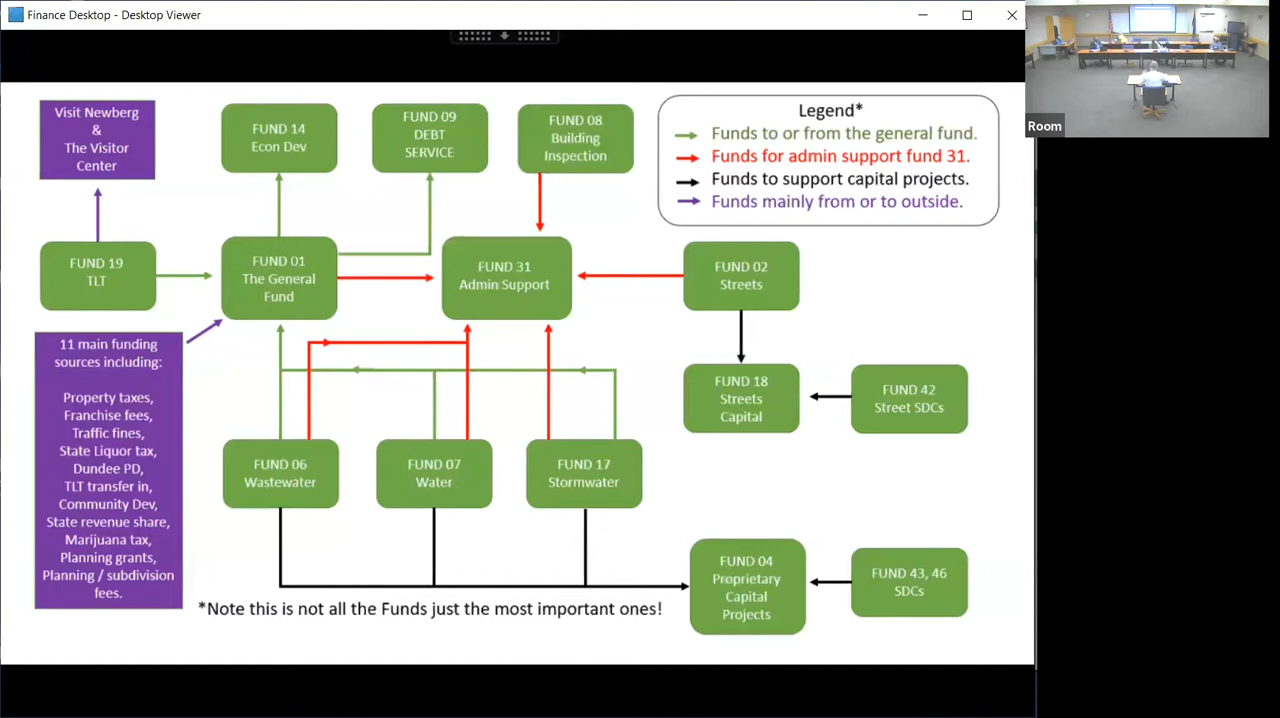 Finance Desktop - Desktop Viewer
Room
Visit Newberg
&
The Visitor
Center
FUND 14
Econ Dev
FUND 09
DEBT
SERVICE
FUND 08
Building
Inspection
Legend*
Funds to or from the general fund.
Funds for admin support fund 31.
Funds to support capital projects.
Funds mainly from or to outside.
FUND 19
TLT
FUND 01
The General
Fund
FUND 31
Admin Support
FUND 02
Streets
11 main funding
sources including:
Property taxes,
Franchise fees,
Traffic fines,
State Liquor tax,
Dundee PD,
TLT transfer in,
Community Dev,
State revenue share,
Marijuana tax,
Planning grants,
Planning / subdivision
fees.
FUND 18
Streets
Capital
FUND 42
Street SDCs
FUND 06
Wastewater
FUND 07
Water
FUND 17
Stormwater
FUND 04
Proprietary
Capital
Projects
FUND 43, 46
SDCs
*Note this is not all the Funds just the most important ones!